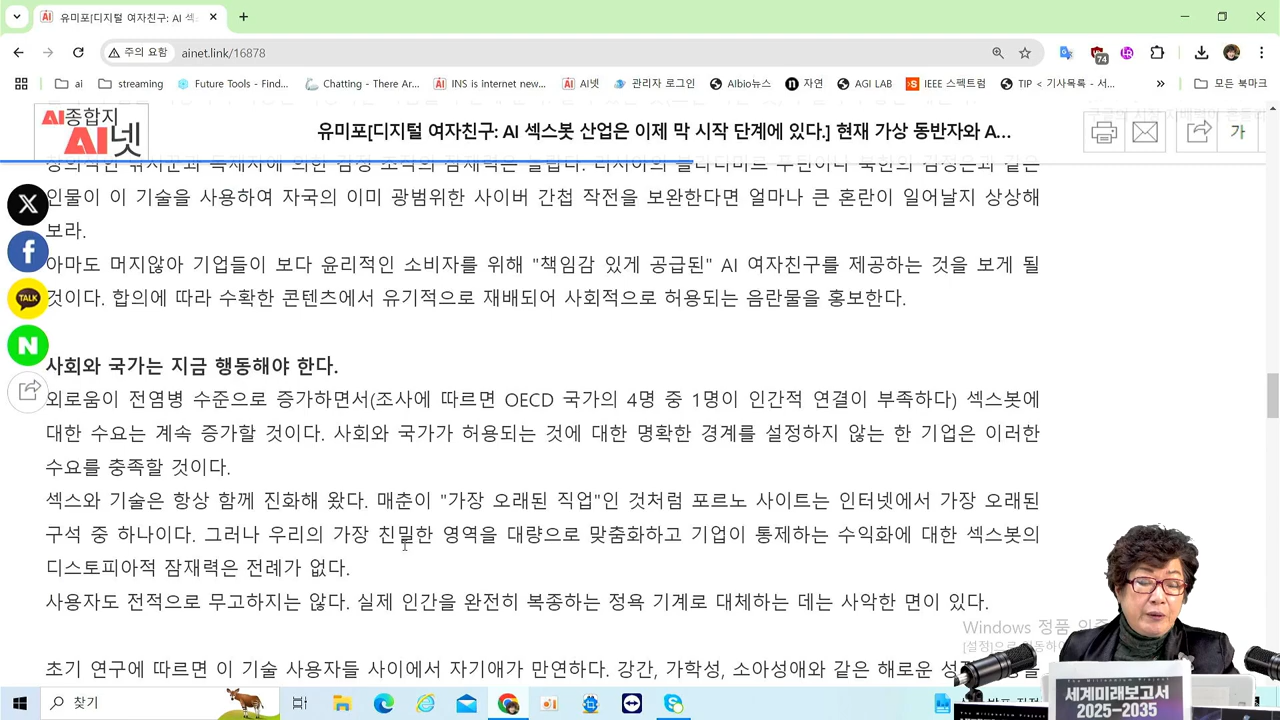 유미포[디지털 여자친구: AI 섹
주의 요함
ainet.link/16878
74
ai
streaming
Future Tools - Find...
Chatting - There Ar...
INS is internet new...
AI넷
관리자 로그인
AIbio뉴스
자연
AGI LAB
IEEE 스펙트럼
TIP < 기사목록 - 서...
모든 북마크
AI종합지
AI넷
유미포[디지털 여자친구: AI 섹스봇 산업은 이제 막 시작 단계에 있다.] 현재 가상 동반자와 A...
가
인물이 이 기술을 사용하여 자국의 이미 광범위한 사이버 간첩 작전을 보완한다면 얼마나 큰 혼란이 일어날지 상상해
보라.
아마도 머지않아 기업들이 보다 윤리적인 소비자를 위해 "책임감 있게 공급된" AI 여자친구를 제공하는 것을 보게 될
것이다. 합의에 따라 수확한 콘텐츠에서 유기적으로 재배되어 사회적으로 허용되는 음란물을 홍보한다.
TALK
N
사회와 국가는 지금 행동해야 한다.
외로움이 전염병 수준으로 증가하면서(조사에 따르면 OECD 국가의 4명 중 1명이 인간적 연결이 부족하다) 섹스봇에
대한 수요는 계속 증가할 것이다. 사회와 국가가 허용되는 것에 대한 명확한 경계를 설정하지 않는 한 기업은 이러한
수요를 충족할 것이다.
섹스와 기술은 항상 함께 진화해 왔다. 매춘이 "가장 오래된 직업"인 것처럼 포르노 사이트는 인터넷에서 가장 오래된
구석 중 하나이다. 그러나 우리의 가장 친밀한 영역을 대량으로 맞춤화하고 기업이 통제하는 수익화에 대한 섹스봇의
디스토피아적 잠재력은 전례가 없다.
사용자도 전적으로 무고하지는 않다. 실제 인간을 완전히 복종하는 정욕 기계로 대체하는 데는 사악한 면이 있다.
Windows 정품
초기 연구에 따르면 이 기술 사용자들 사이에서 자기애가 만연하다. 강간, 가학성, 소아성애와 같은 해로운
찾기
The Millennium Project
세계미래보고서
2025-2035